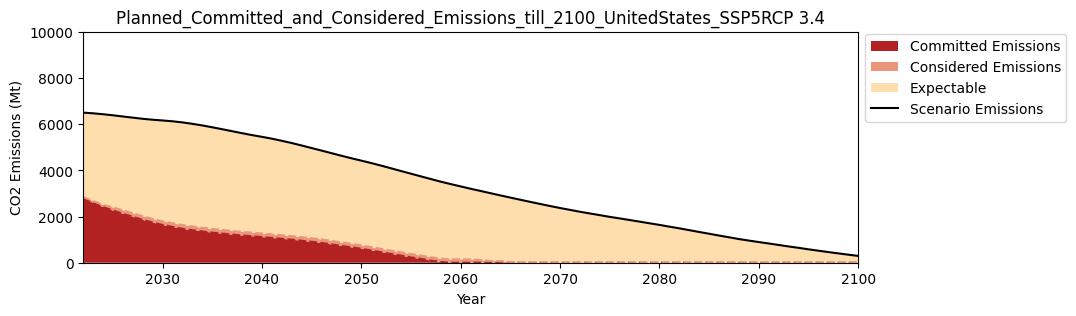 Planned_Committed_and_Considered_Emissions_till_2100_UnitedStates_SSP5RCP 3.4
10000
8000
6000
4000
2000
0
CO2 Emissions (Mt)
2030
2040
2050
2060
2070
2080
2090
2100
Year
Committed Emissions
Considered Emissions
Expectable
Scenario Emissions